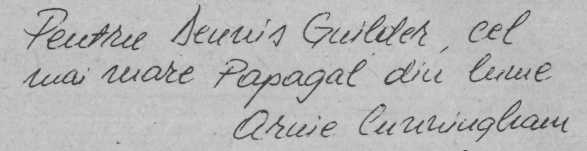 Pentru Dennis Guilder, cel
mai mare Papagal din lume
Arnie Cunningham